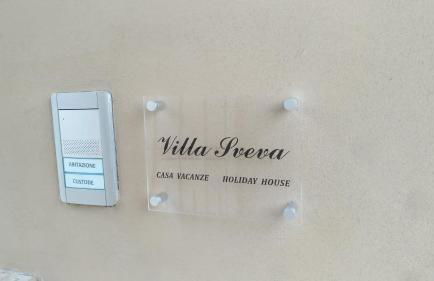 ABITAZIONE
CUSTODE
Villa Sveva
CASA VACANZE HOLIDAY HOUSE